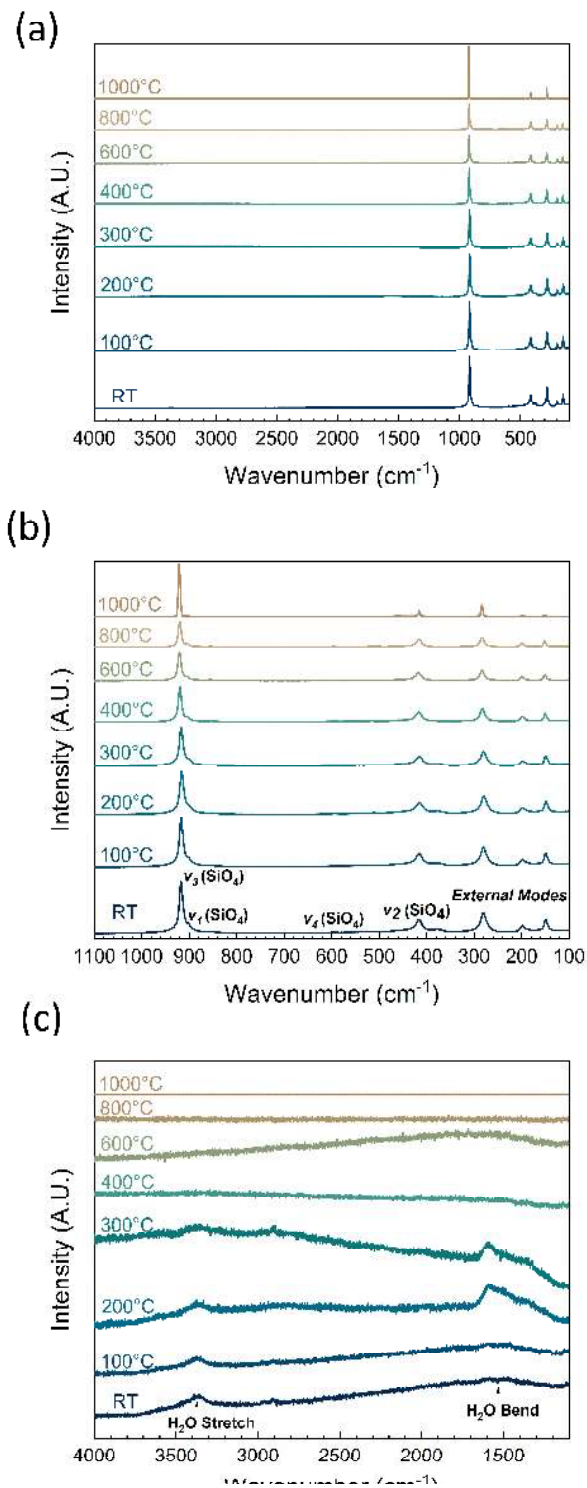 (a)
1000°C
800°C
600°C
400°C
300°C
200°C
100°C
RT
Intensity (A.U.)
4000 3500 3000 2500 2000 1500 1000 500
Wavenumber (cm⁻¹)
(b)
1000°C
800°C
600°C
400°C
300°C
200°C
100°C
ν₃ (SiO₄)
RT
ν₁ (SiO₄)
ν₄ (SiO₄)
ν₂ (SiO₄)
External Modes
Intensity (A.U.)
1100 1000 900 800 700 600 500 400 300 200 100
Wavenumber (cm⁻¹)
(c)
1000°C
800°C
600°C
400°C
300°C
200°C
100°C
RT
H₂O Stretch
H₂O Bend
Intensity (A.U.)
4000 3500 3000 2500 2000 1500
Wavenumber (cm⁻¹)